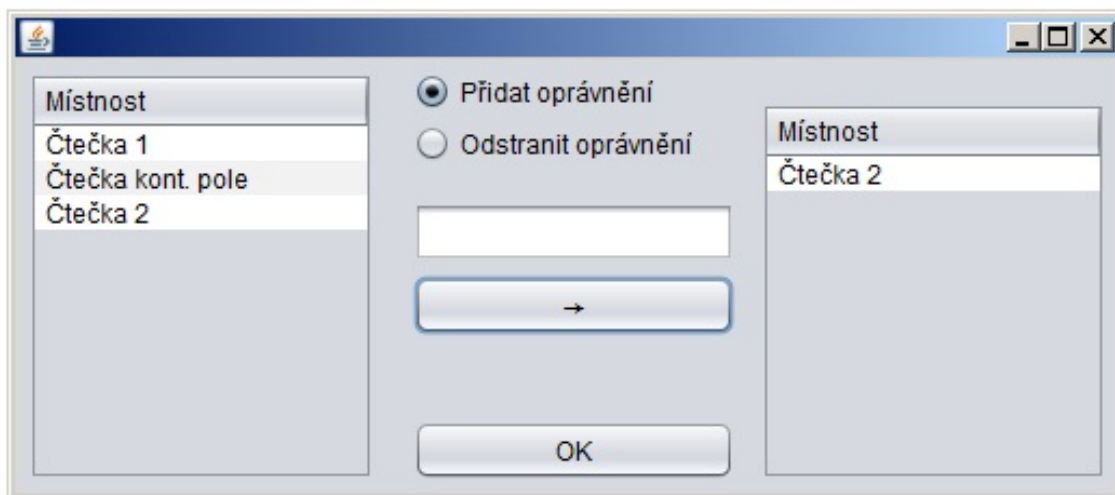 Místnost
Čtečka 1
Čtečka kont. pole
Čtečka 2
Přidat oprávnění
Odstranit oprávnění
→
OK
Místnost
Čtečka 2